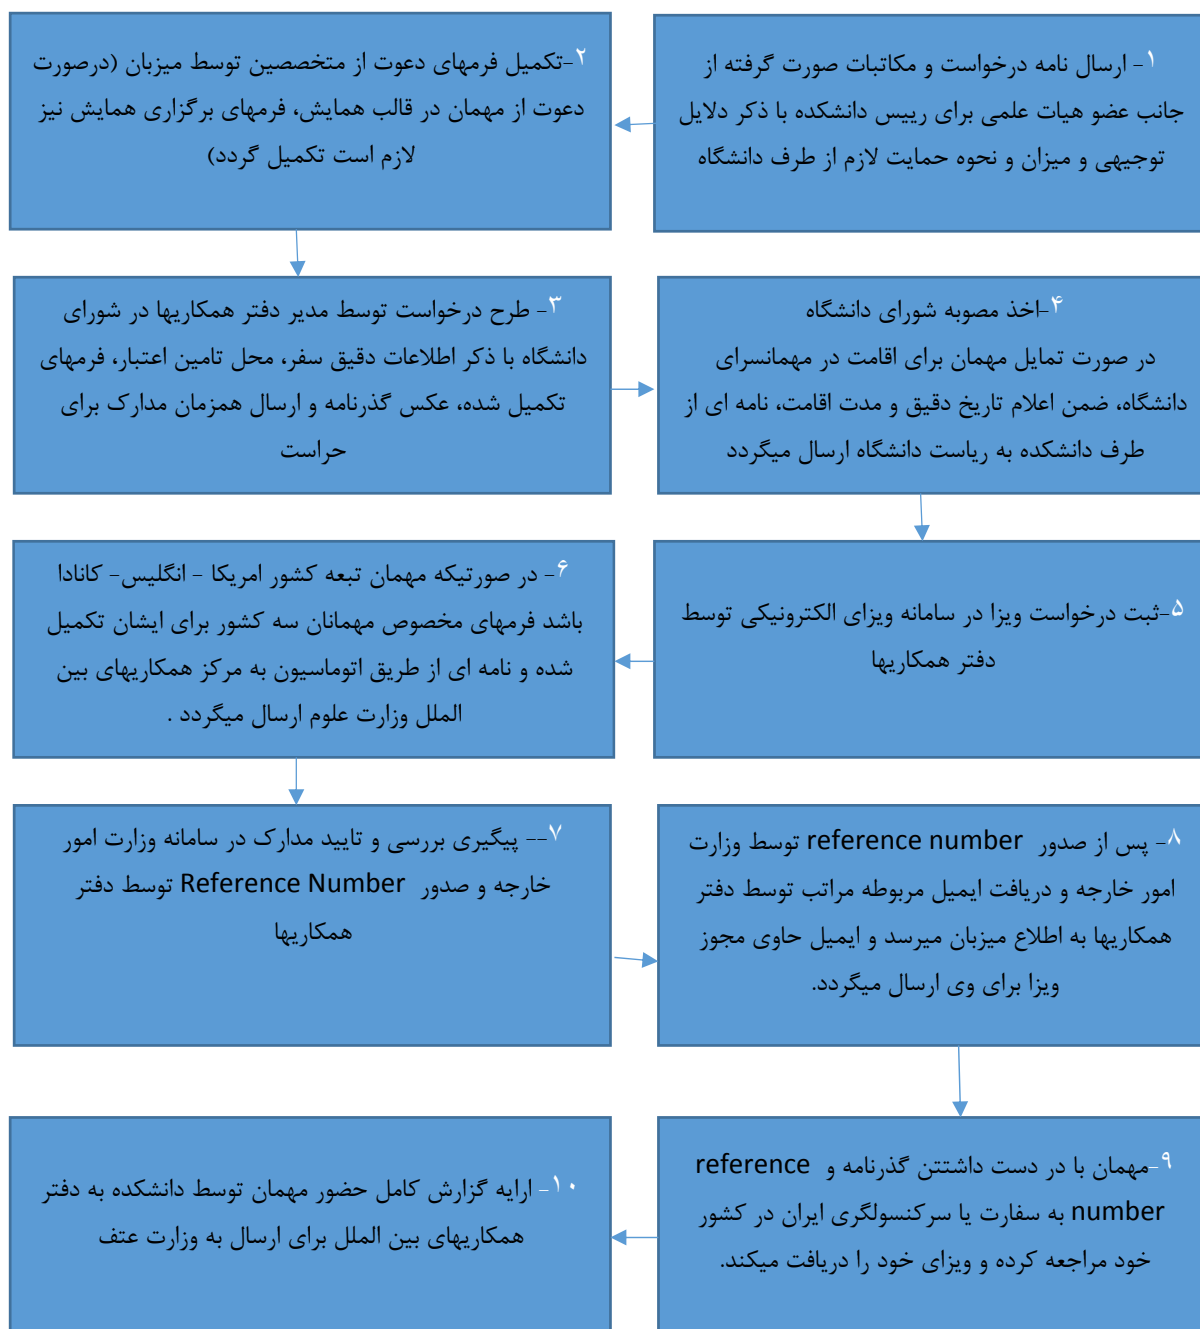 ۱- ارسال نامه درخواست و مکاتبات صورت گرفته از
جانب عضو هیات علمی برای رییس دانشکده با ذکر دلایل
توجیهی و میزان و نحوه حمایت لازم از طرف دانشگاه
۲-تکمیل فرمهای دعوت از متخصصین توسط میزبان (درصورت
دعوت از مهمان در قالب همایش، فرمهای برگزاری همایش نیز
لازم است تکمیل گردد)
۳- طرح درخواست توسط مدیر دفتر همکاریها در شورای
دانشگاه با ذکر اطلاعات دقیق سفر، محل تامین اعتبار، فرمهای
تکمیل شده، عکس گذرنامه و ارسال همزمان مدارک برای
حراست
۴-اخذ مصوبه شورای دانشگاه
در صورت تمایل مهمان برای اقامت در مهمانسرای
دانشگاه، ضمن اعلام تاریخ دقیق و مدت اقامت، نامه ای از
طرف دانشکده به ریاست دانشگاه ارسال میگردد
۵-ثبت درخواست ویزا در سامانه ویزای الکترونیکی توسط
دفتر همکاریها
۶- در صورتیکه مهمان تبعه کشور امریکا - انگلیس- کانادا
باشد فرمهای مخصوص مهمانان سه کشور برای ایشان تکمیل
شده و نامه ای از طریق اتوماسیون به مرکز همکاریهای بین
الملل وزارت علوم ارسال میگردد .
۷-- پیگیری بررسی و تایید مدارک در سامانه وزارت امور
خارجه و صدور Reference Number توسط دفتر
همکاریها
۸- پس از صدور reference number توسط وزارت
امور خارجه و دریافت ایمیل مربوطه مراتب توسط دفتر
همکاریها به اطلاع میزبان میرسد و ایمیل حاوی مجوز
ویزا برای وی ارسال میگردد.
۹-مهمان با در دست داشتتن گذرنامه و reference
number به سفارت یا سرکنسولگری ایران در کشور
خود مراجعه کرده و ویزای خود را دریافت میکند.
۱۰- ارایه گزارش کامل حضور مهمان توسط دانشکده به دفتر
همکاریهای بین الملل برای ارسال به وزارت عتف